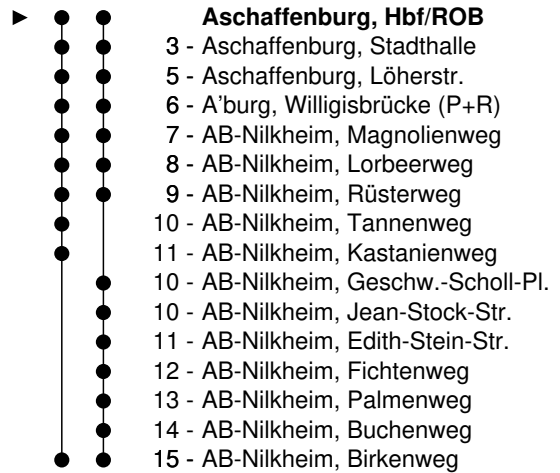 Aschaffenburg, Hbf/ROB
3 - Aschaffenburg, Stadthalle
5 - Aschaffenburg, Löherstr.
6 - A'burg, Willigisbrücke (P+R)
7 - AB-Nilkheim, Magnolienweg
8 - AB-Nilkheim, Lorbeerweg
9 - AB-Nilkheim, Rüsterweg
10 - AB-Nilkheim, Tannenweg
11 - AB-Nilkheim, Kastanienweg
10 - AB-Nilkheim, Geschw.-Scholl-Pl.
10 - AB-Nilkheim, Jean-Stock-Str.
11 - AB-Nilkheim, Edith-Stein-Str.
12 - AB-Nilkheim, Fichtenweg
13 - AB-Nilkheim, Palmenweg
14 - AB-Nilkheim, Buchenweg
15 - AB-Nilkheim, Birkenweg